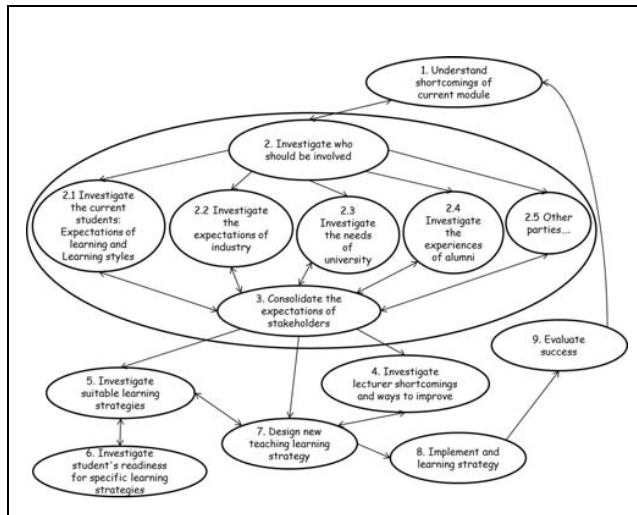 1. Understand
shortcomings of
current module
2. Investigate who
should be involved
2.1 Investigate
the current
students:
Expectations of
learning and
Learning styles
2.2 Investigate
the
expectations of
industry
2.3
Investigate
the needs
of
university
2.4
Investigate
the
experiences
of alumni
2.5 Other
parties...
3. Consolidate the
expectations of
stakeholders
9. Evaluate
success
5. Investigate
suitable learning
strategies
4. Investigate
lecturer shortcomings
and ways to improve
6. Investigate
student's readiness
for specific learning
strategies
7. Design new
teaching learning
strategy
8. Implement and
learning strategy